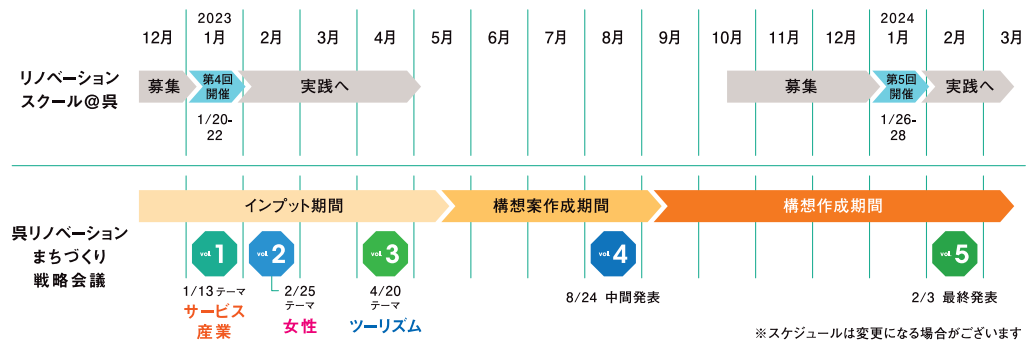 2023
2024
12月 1月 2月 3月 4月 5月 6月 7月 8月 9月 10月 11月 12月 1月 2月 3月
リノベーション
スクール@呉
募集
第4回
開催
実践へ
募集
第5回
開催
実践へ
1/20-
22
1/26-
28
呉リノベーション
まちづくり
戦略会議
インプット期間
構想案作成期間
構想作成期間
vol. 1
vol. 2
vol. 3
vol. 4
vol. 5
1/13 テーマ
サービス
産業
2/25
テーマ
女性
4/20
テーマ
ツーリズム
8/24 中間発表
2/3 最終発表
※スケジュールは変更になる場合がございます